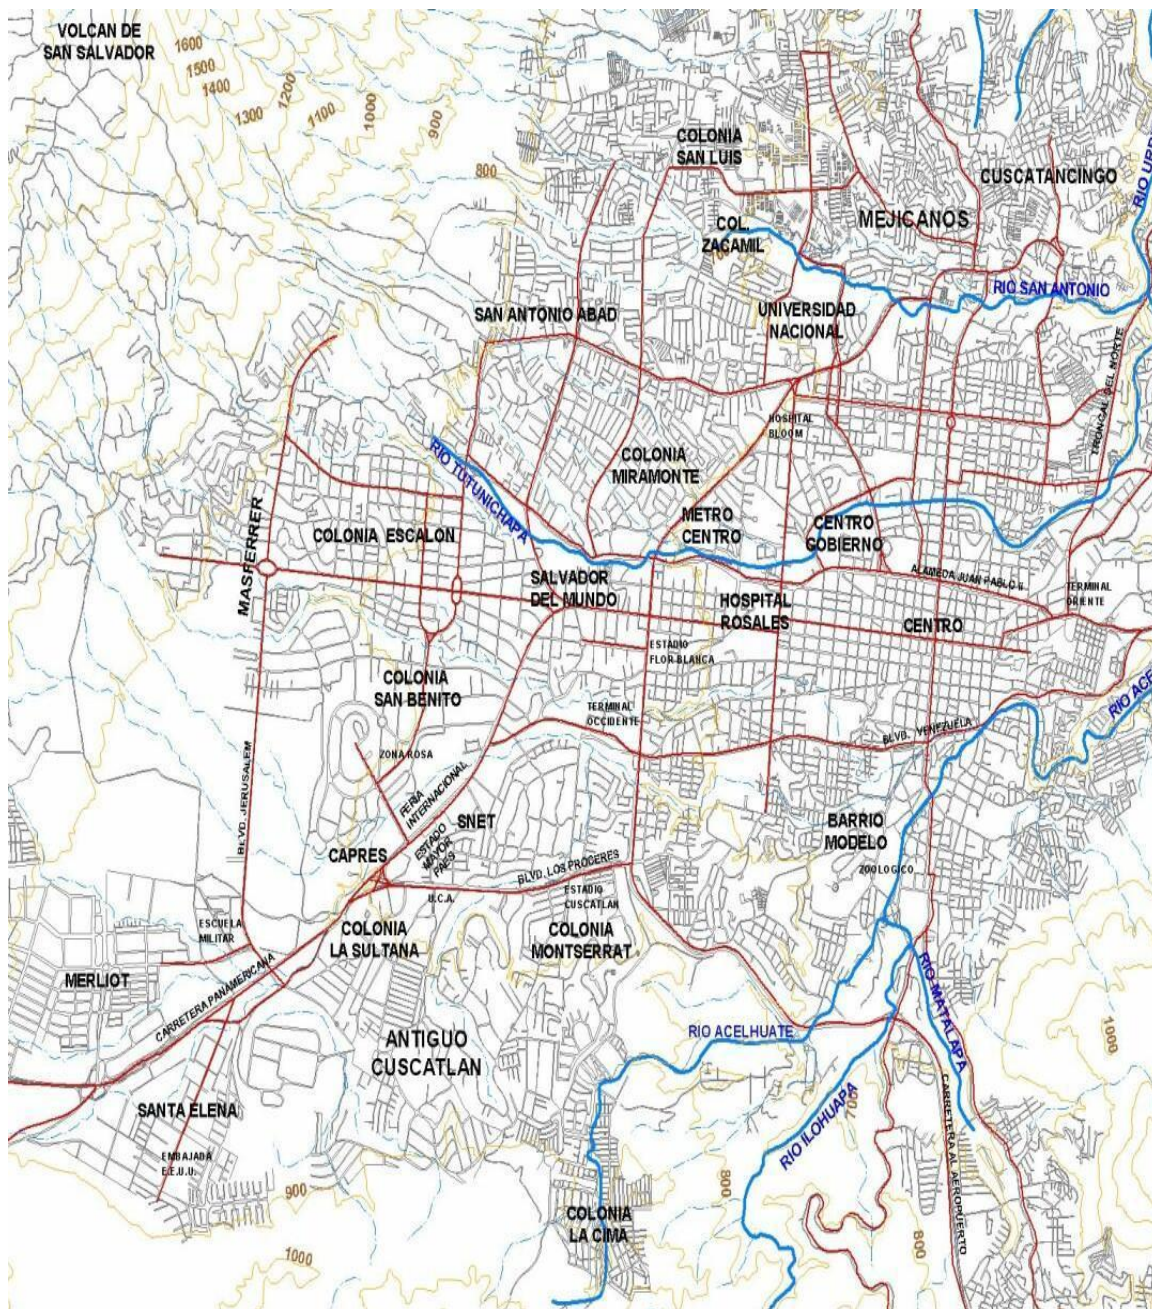 VOLCAN DE
SAN SALVADOR
1600
1500
1400
1300
1200
1100
1000
900
800
COLONIA
SAN LUIS
CUSCATANCINGO
MEJICANOS
COL.
ZACAMIL
RIO SAN ANTONIO
UNIVERSIDAD
NACIONAL
SAN ANTONIO ABAD
TRONCAL DEL NORTE
HOSPITAL
BLOOM
RIO TUTUNICHAPA
COLONIA
MIRAMONTE
MASFERRER
COLONIA ESCALON
METRO
CENTRO
CENTRO
GOBIERNO
ALAMEDA JUAN PABLO II
TERMINAL
ORIENTE
SALVADOR
DEL MUNDO
HOSPITAL
ROSALES
CENTRO
ESTADIO
FLOR BLANCA
COLONIA
SAN BENITO
TERMINAL
OCCIDENTE
BLVD. VENEZUELA
RIO ACE
ZONA ROSA
BLVD. JERUSALEM
FERIA
INTERNACIONAL
SNET
ESTADO
MAYOR
FAES
CAPRES
BARRIO
MODELO
ZOOLOGICO
BLVD. LOS PROCERES
U.C.A.
ESTADIO
CUSCATLAN
ESCUELA
MILITAR
COLONIA
LA SULTANA
COLONIA
MONTSERRAT
MERLIOT
CARRETERA PANAMERICANA
RIO MATALAPA
ANTIGUO
CUSCATLAN
RIO ACELHUATE
1000
SANTA ELENA
RIO ILOHUAPA
700
CARRETERA AL AEROPUERTO
EMBAJADA
E.E.U.U.
900
800
COLONIA
LA CIMA
800
1000